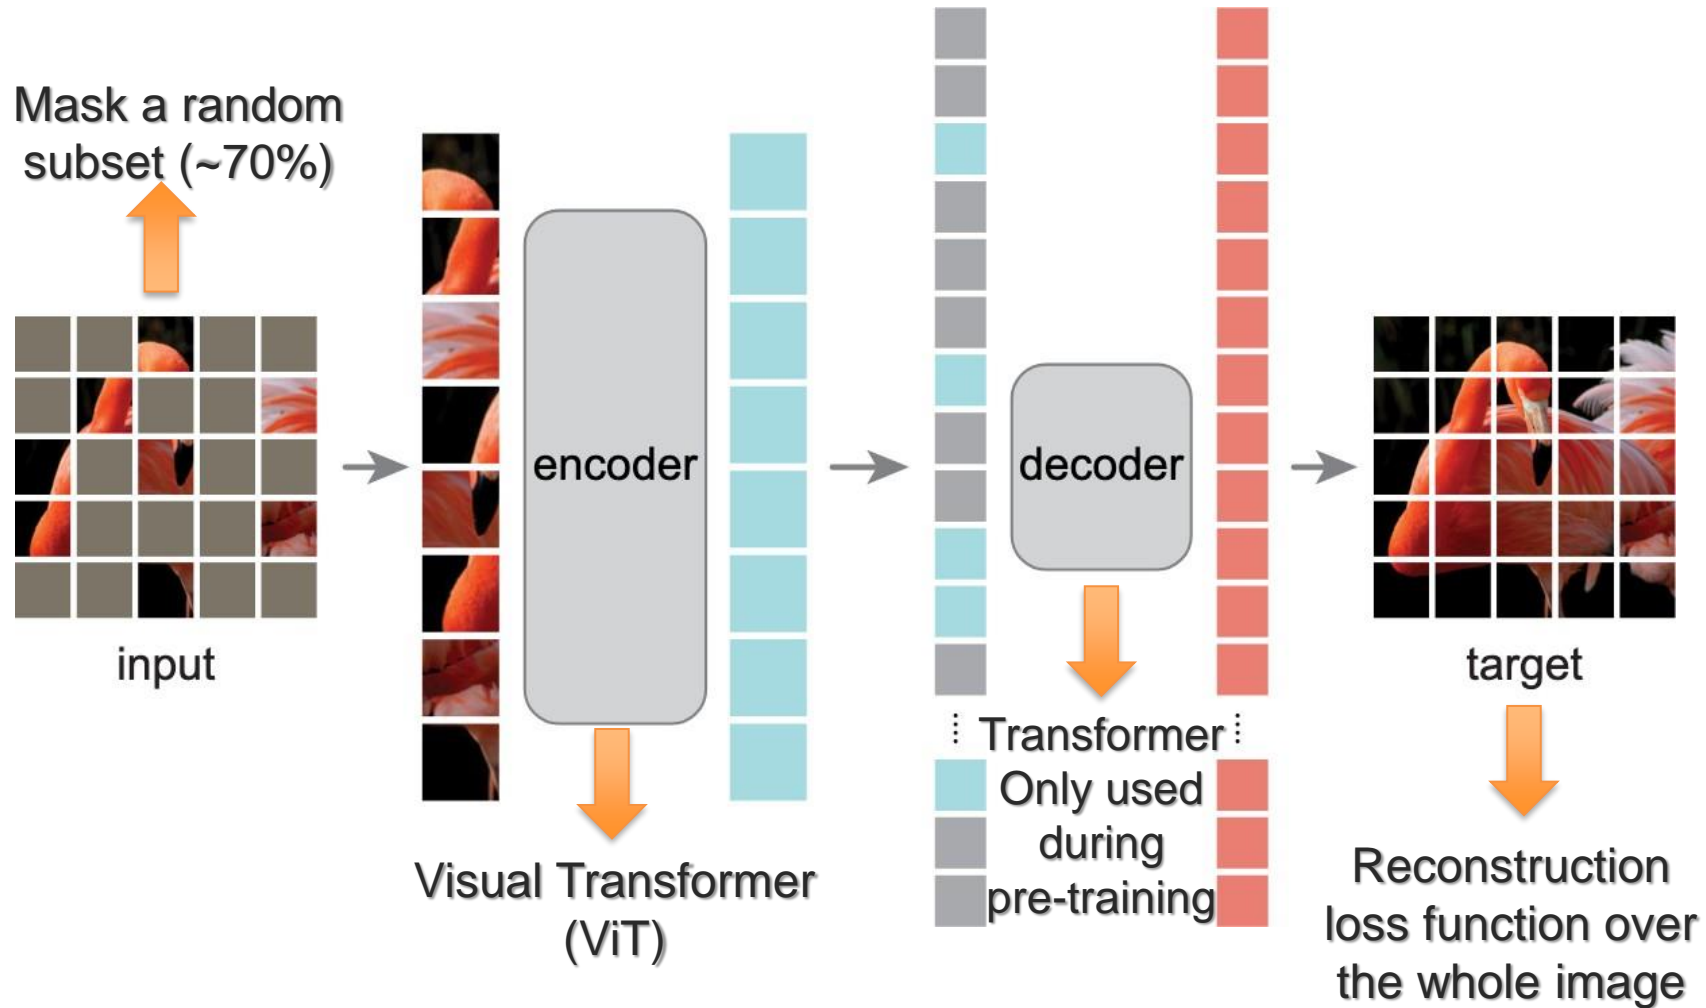 Mask a random
subset (~70%)
input
encoder
Visual Transformer
(ViT)
decoder
Transformer
Only used
during
pre-training
target
Reconstruction
loss function over
the whole image